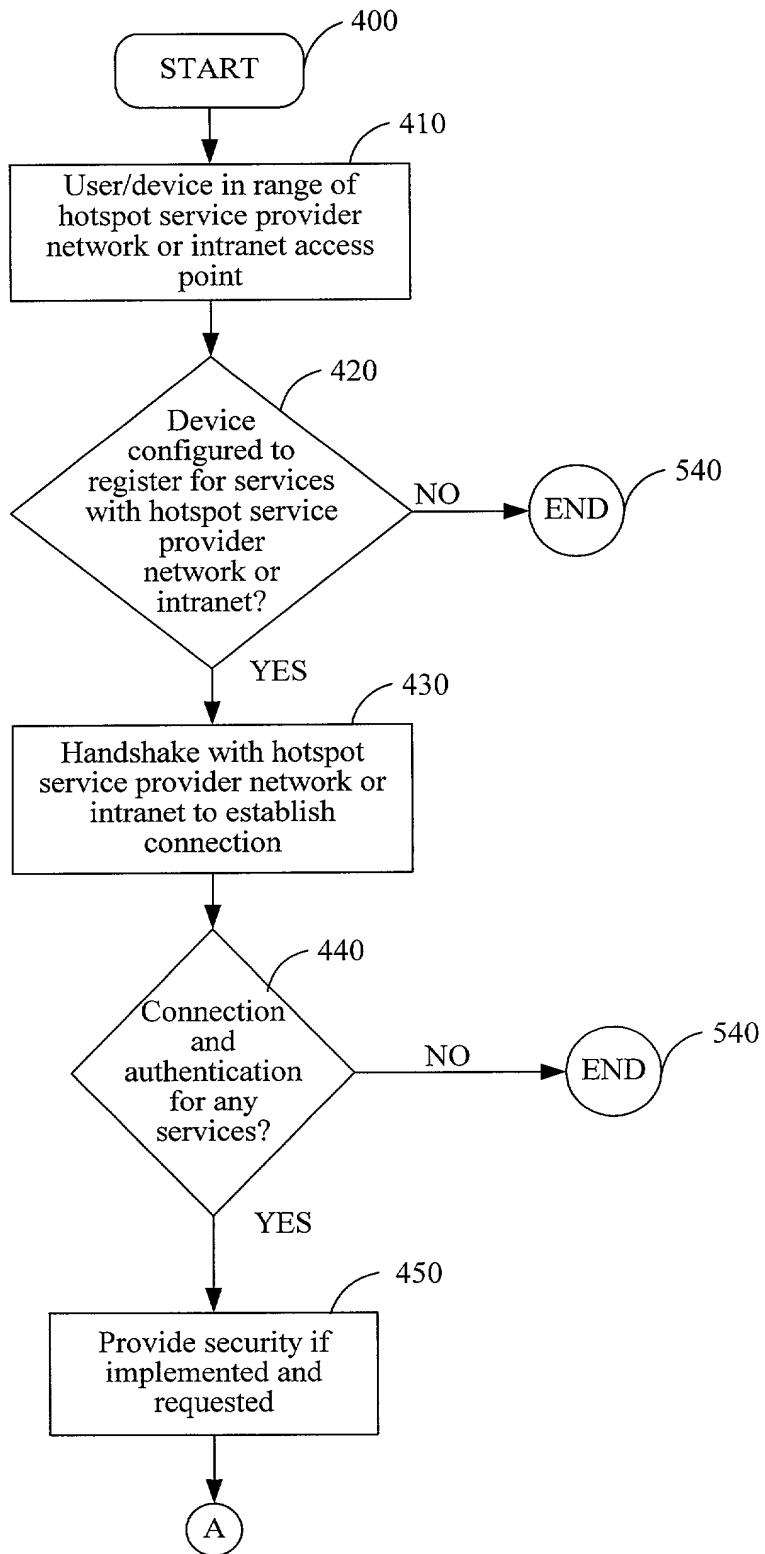 400
START
410
User/device in range of
hotspot service provider
network or intranet access
point
420
Device
configured to
register for services
with hotspot service
provider
network or
intranet?
NO
END
540
YES
430
Handshake with hotspot
service provider network or
intranet to establish
connection
440
Connection
and
authentication
for any
services?
NO
END
540
YES
450
Provide security if
implemented and
requested
A